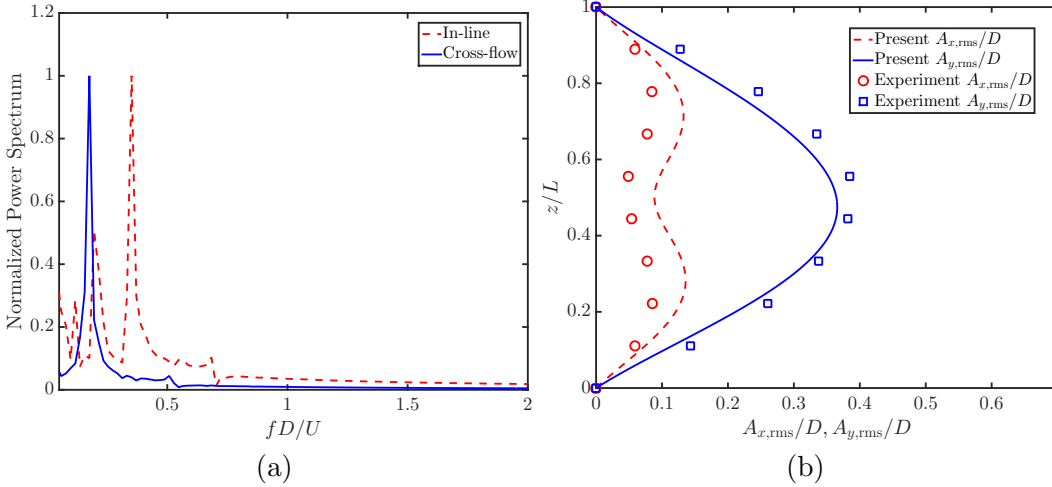 In-line
Cross-flow
Normalized Power Spectrum
1.2
1
0.8
0.6
0.4
0.2
0
0.5
1
1.5
2
fD/U
(a)
Present A_{x,rms}/D
Present A_{y,rms}/D
Experiment A_{x,rms}/D
Experiment A_{y,rms}/D
z/L
1
0.8
0.6
0.4
0.2
0
0
0.1
0.2
0.3
0.4
0.5
0.6
A_{x,rms}/D, A_{y,rms}/D
(b)